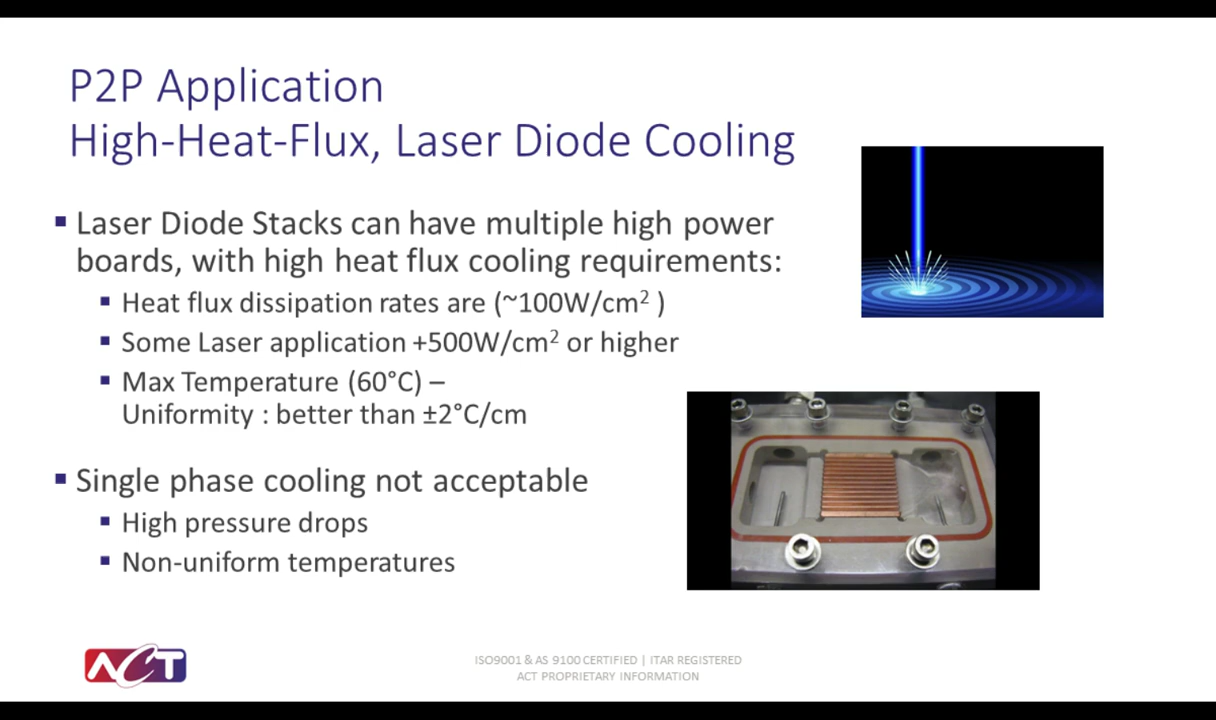 P2P Application
High-Heat-Flux, Laser Diode Cooling
▪ Laser Diode Stacks can have multiple high power
boards, with high heat flux cooling requirements:
▪ Heat flux dissipation rates are (~100W/cm² )
▪ Some Laser application +500W/cm² or higher
▪ Max Temperature (60°C) –
Uniformity : better than ±2°C/cm
▪ Single phase cooling not acceptable
▪ High pressure drops
▪ Non-uniform temperatures
ACT
ISO9001 & AS 9100 CERTIFIED | ITAR REGISTERED
ACT PROPRIETARY INFORMATION